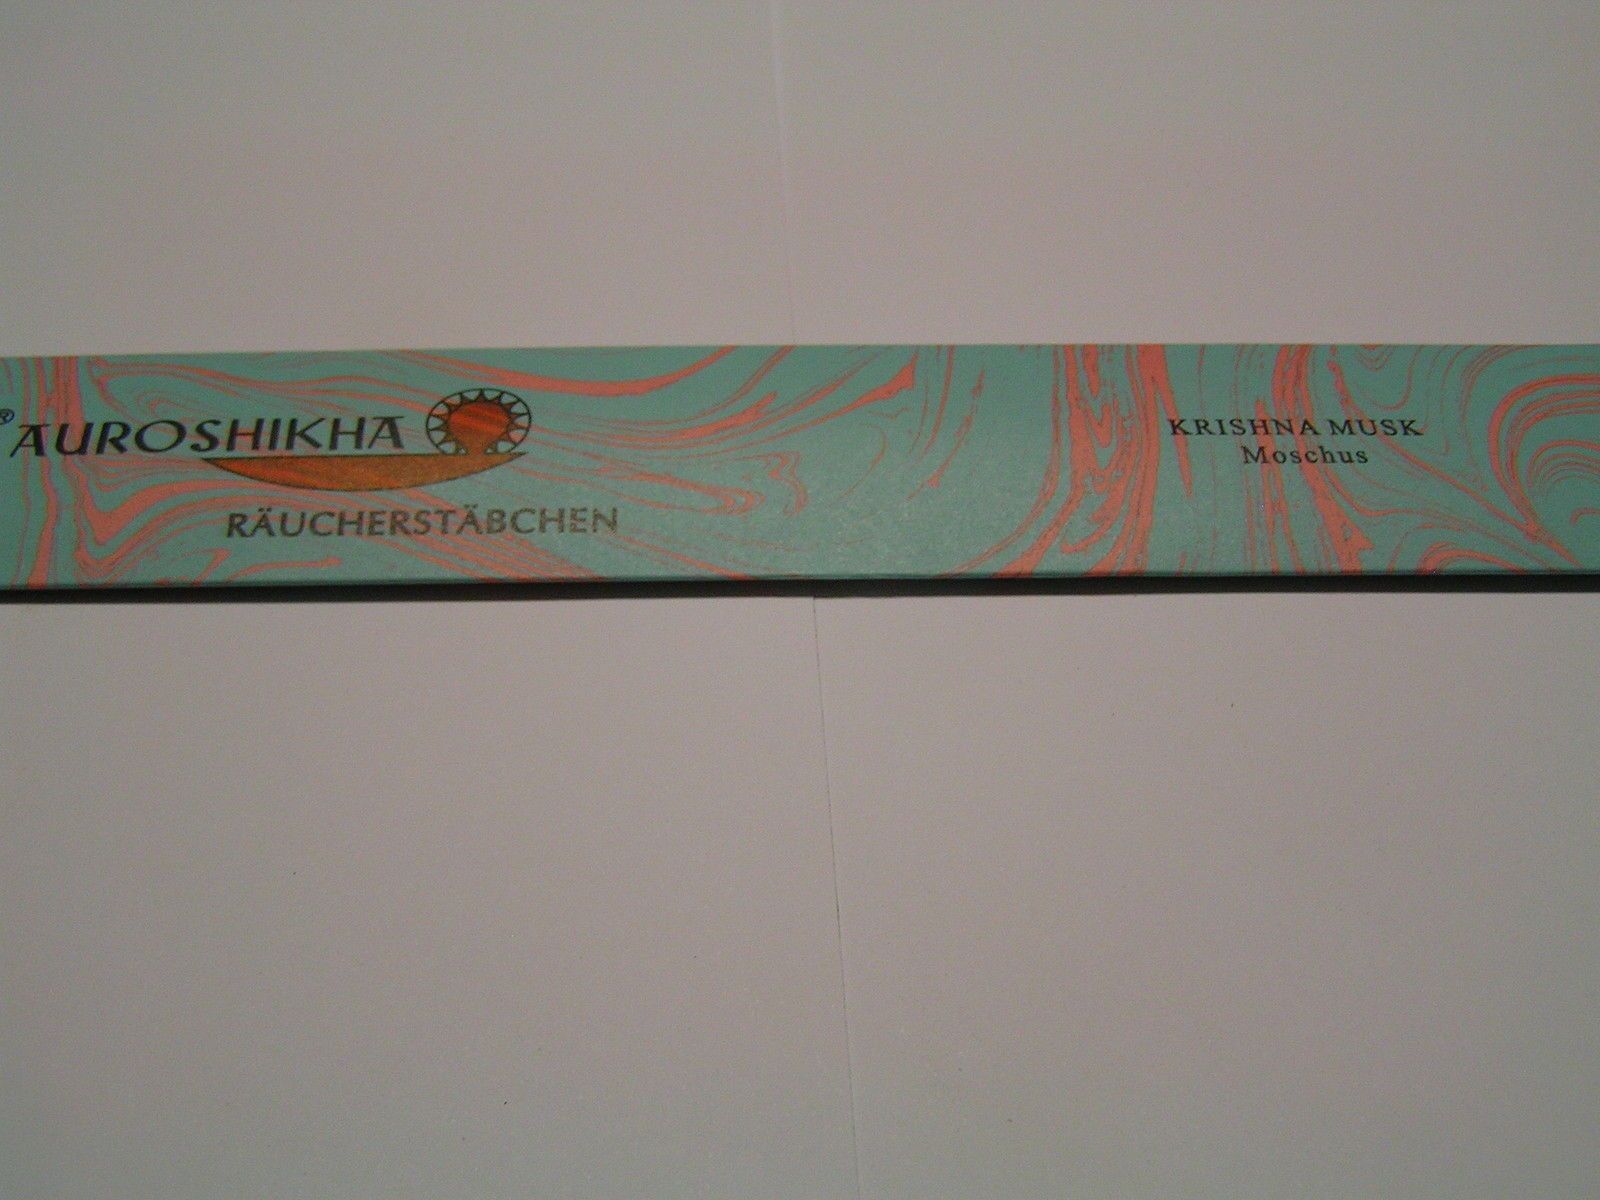 ® AUROSHIKHA
RÄUCHERSTÄBCHEN
KRISHNA MUSK
Moschus